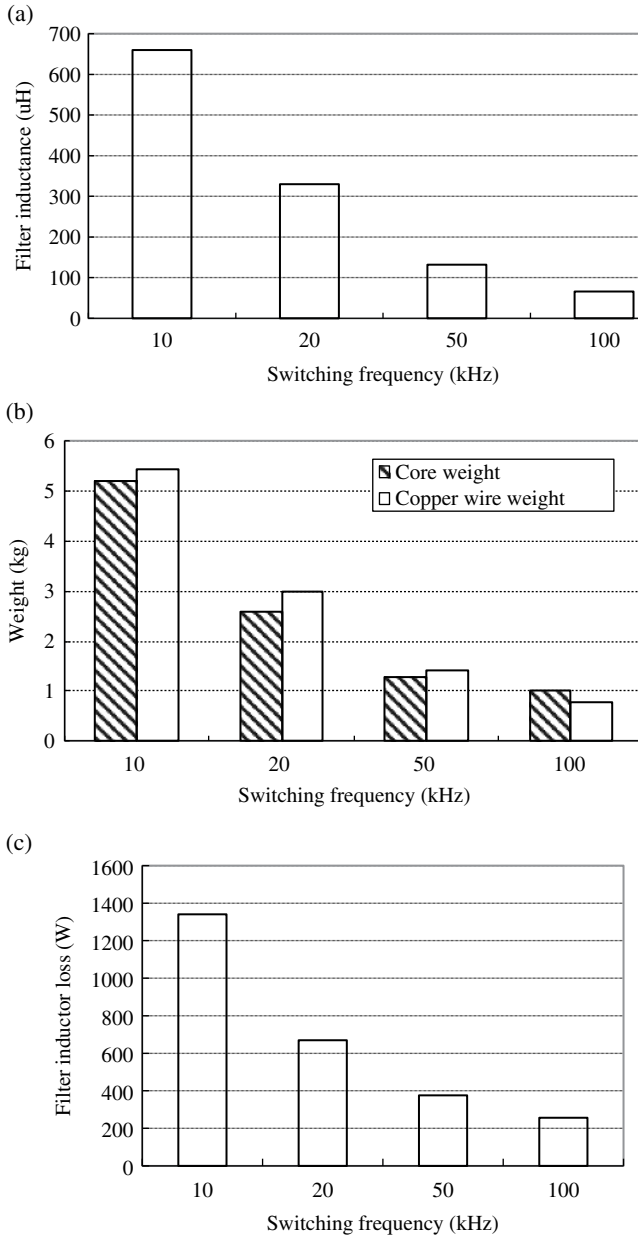 (a)
Filter inductance (uH)
700
600
500
400
300
200
100
0
10 20 50 100
Switching frequency (kHz)
(b)
Weight (kg)
6
5
4
3
2
1
0
Core weight
Copper wire weight
10 20 50 100
Switching frequency (kHz)
(c)
Filter inductor loss (W)
1600
1400
1200
1000
800
600
400
200
0
10 20 50 100
Switching frequency (kHz)